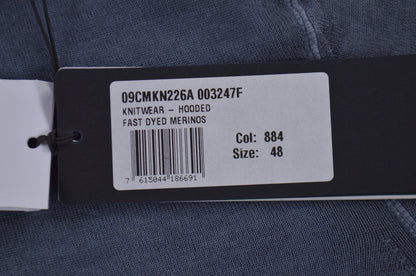 09CMKN226A 003247F
KNITWEAR - HOODED
FAST DYED MERINOS
Col: 884
Size: 48
7 615044 186691